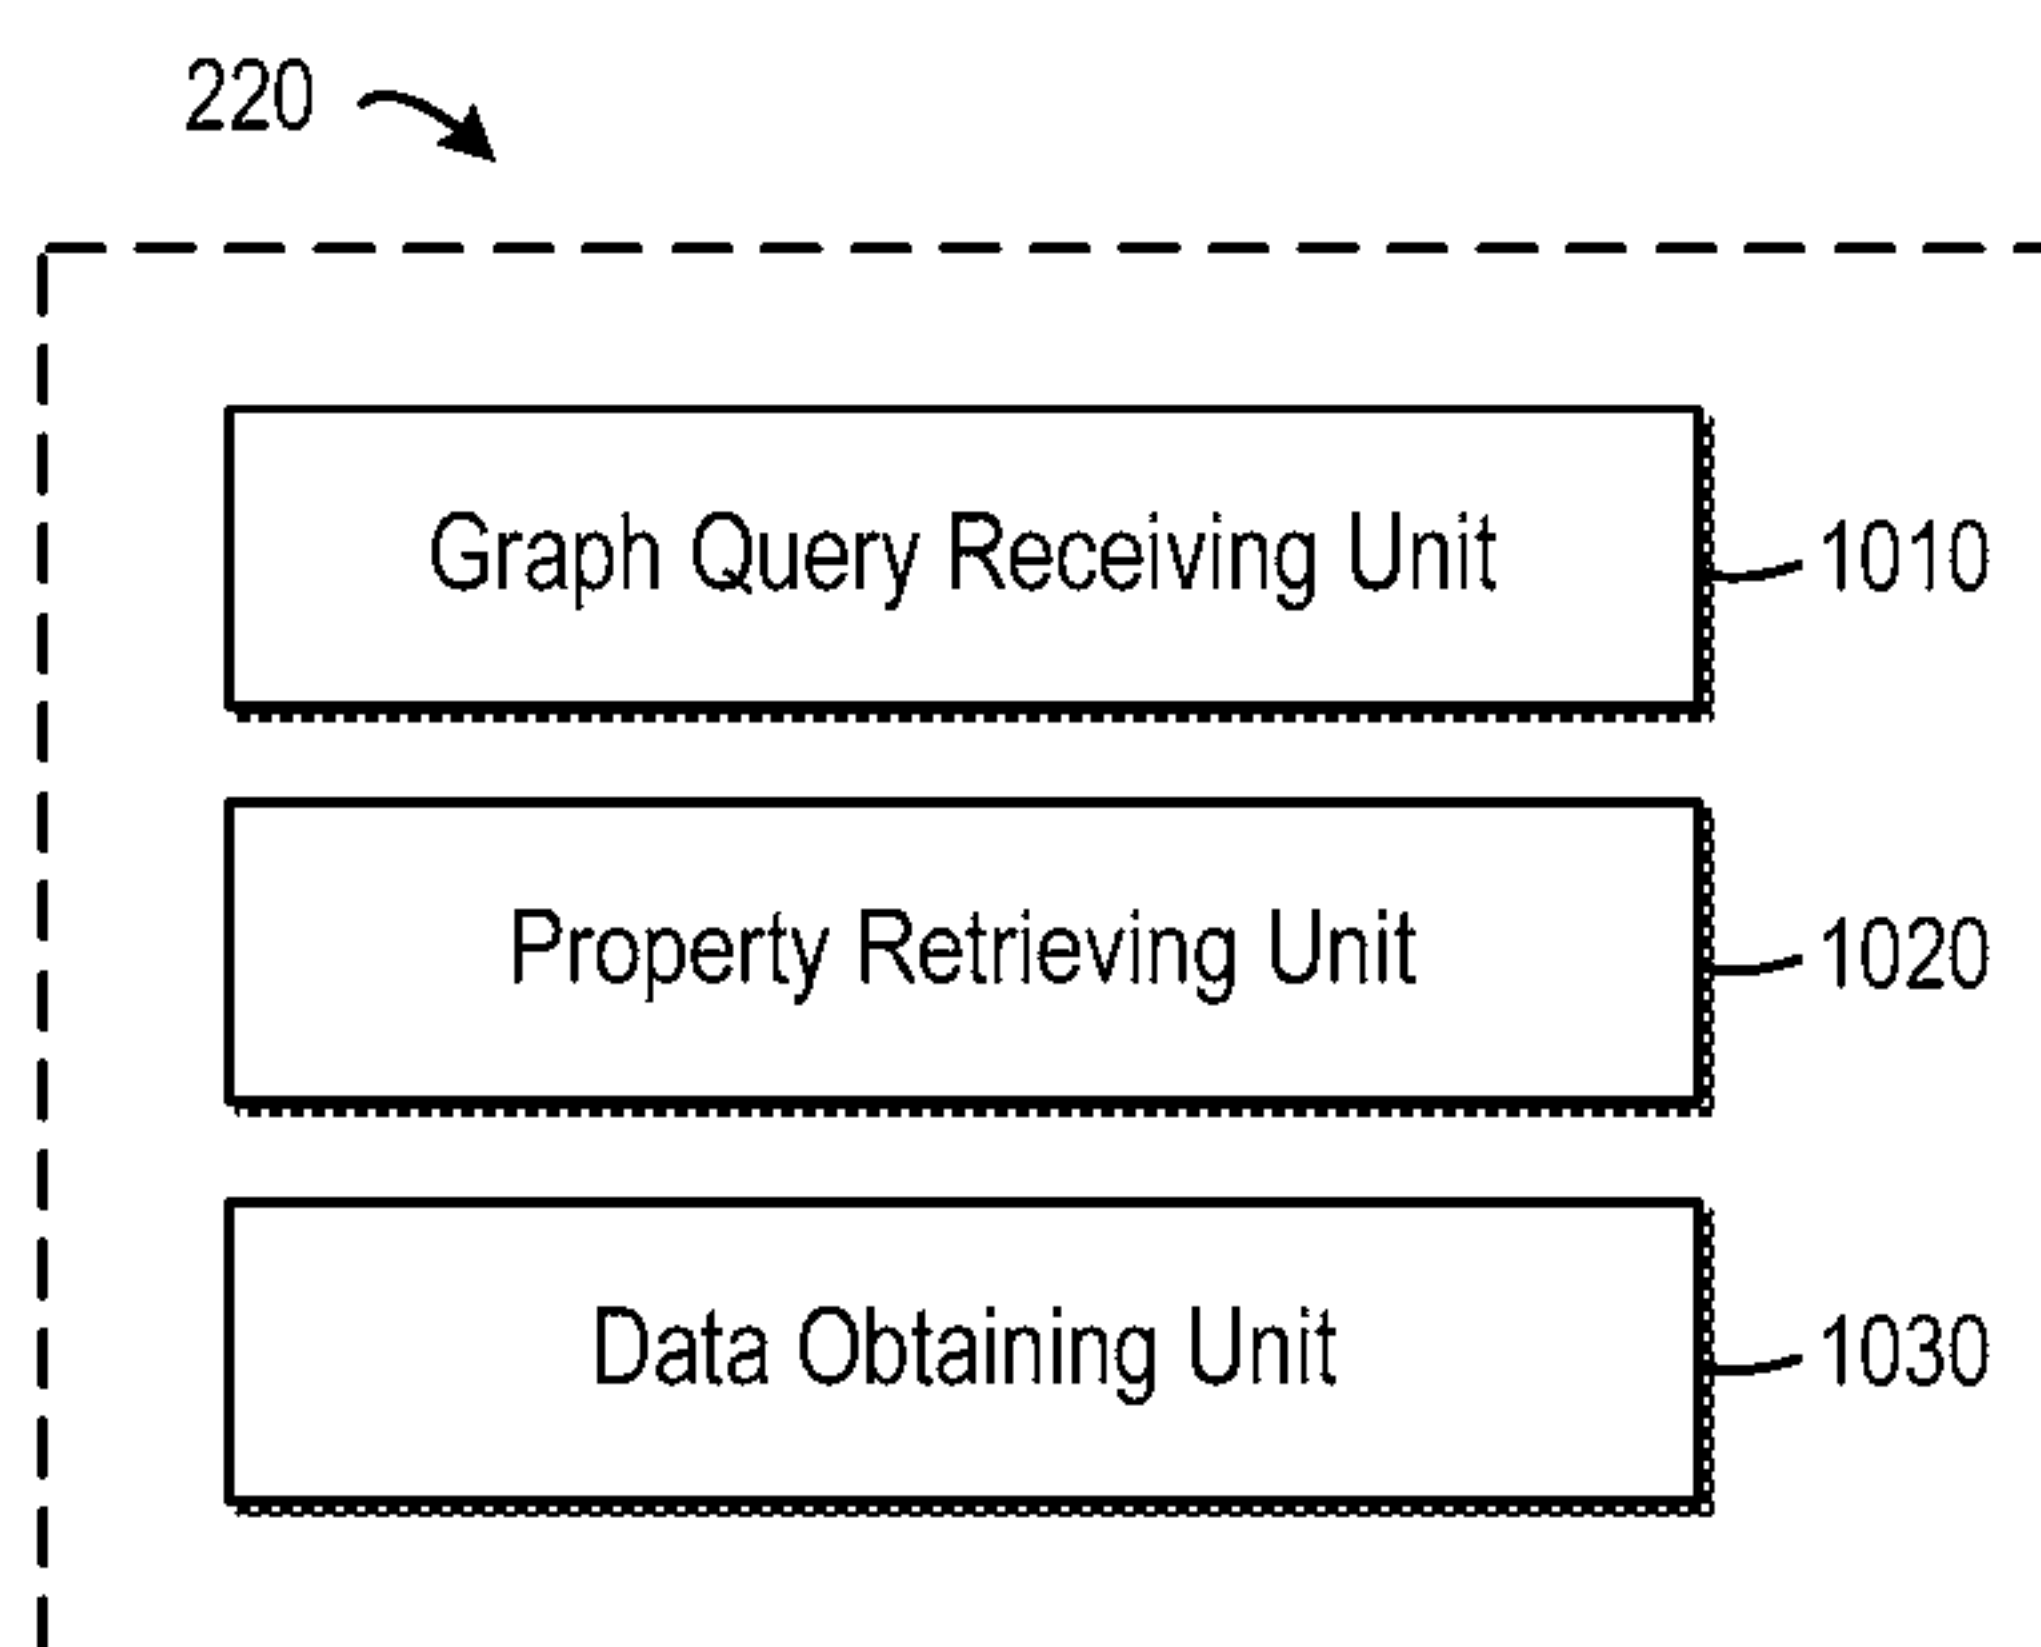 220
Graph Query Receiving Unit
1010
Property Retrieving Unit
1020
Data Obtaining Unit
1030